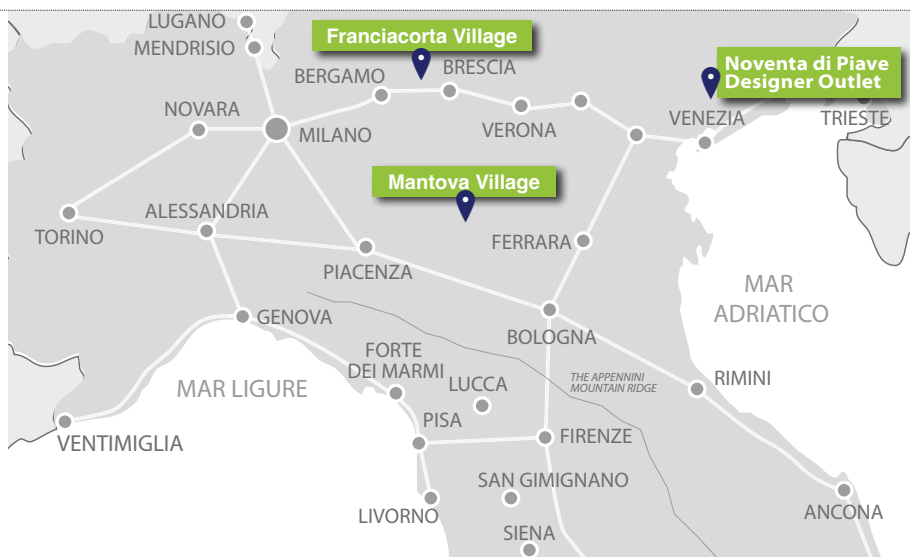 LUGANO
MENDRISIO
Franciacorta Village
BERGAMO
BRESCIA
Noventa di Piave
Designer Outlet
NOVARA
MILANO
VERONA
VENEZIA
TRIESTE
Mantova Village
ALESSANDRIA
TORINO
FERRARA
PIACENZA
MAR
ADRIATICO
GENOVA
BOLOGNA
FORTE
DEI MARMI
THE APPENNINI
MOUNTAIN RIDGE
RIMINI
MAR LIGURE
LUCCA
PISA
VENTIMIGLIA
FIRENZE
SAN GIMIGNANO
LIVORNO
ANCONA
SIENA